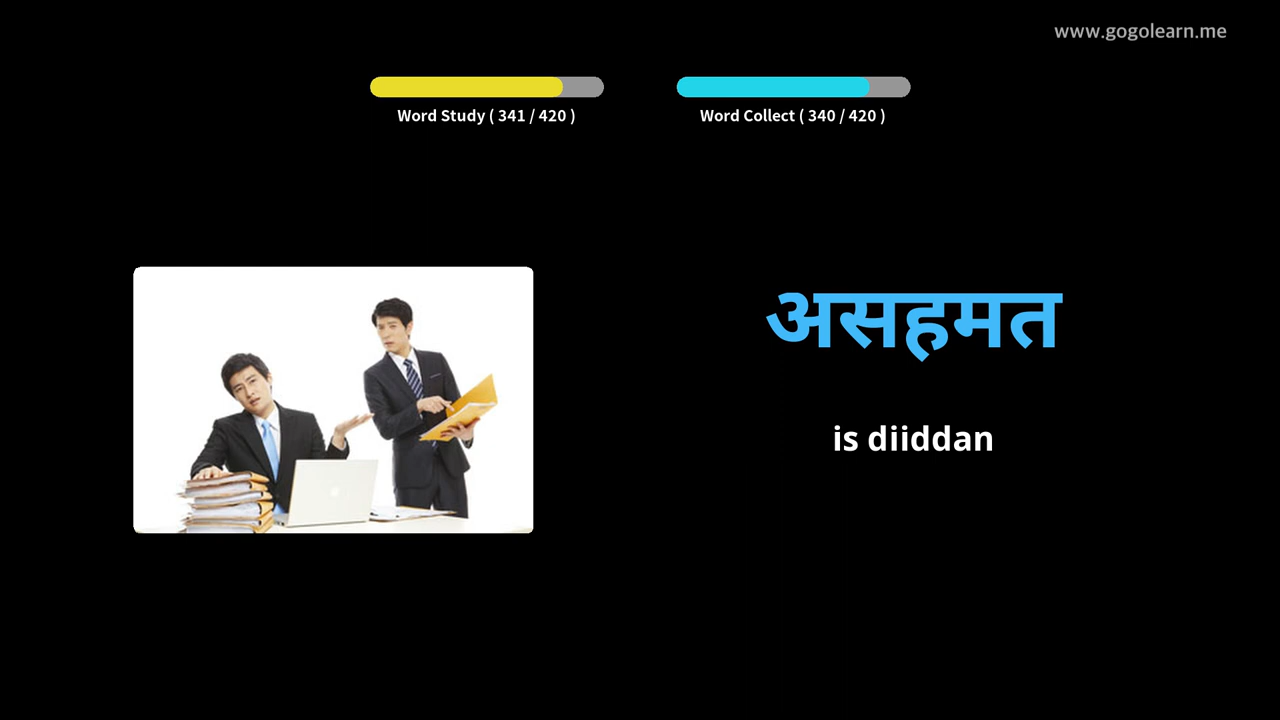 www.gogolearn.me
Word Study ( 341 / 420 )
Word Collect ( 340 / 420 )
असहमत
is diiddan